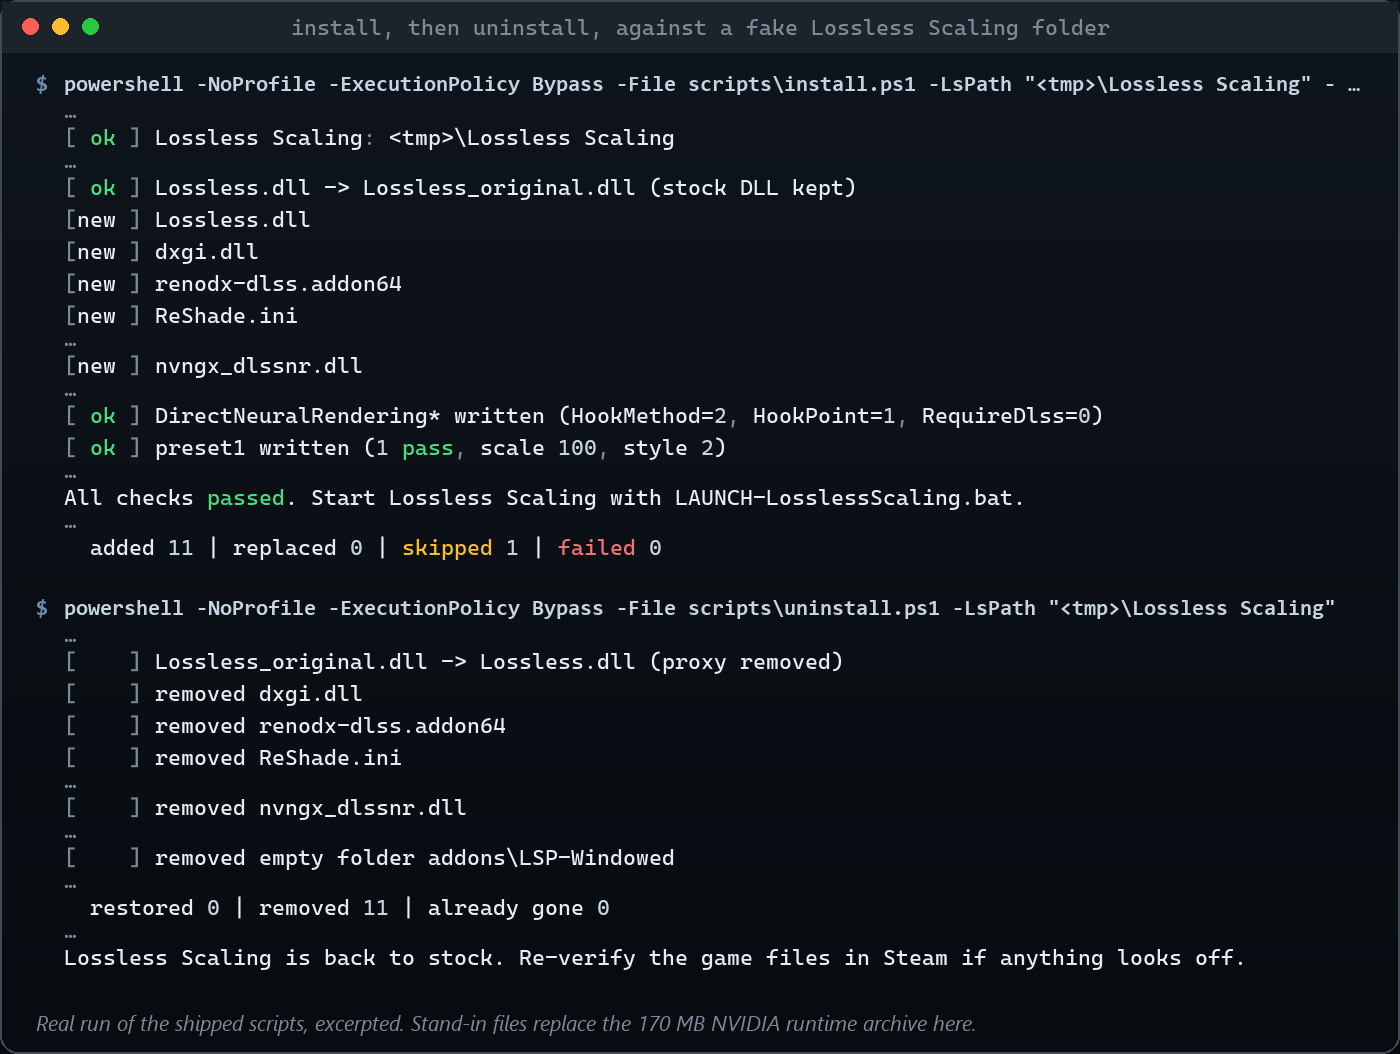 install, then uninstall, against a fake Lossless Scaling folder
$ powershell -NoProfile -ExecutionPolicy Bypass -File scripts\install.ps1 -LsPath "<tmp>\Lossless Scaling" - …
…
[ ok ] Lossless Scaling: <tmp>\Lossless Scaling
…
[ ok ] Lossless.dll -> Lossless_original.dll (stock DLL kept)
[new ] Lossless.dll
[new ] dxgi.dll
[new ] renodx-dlss.addon64
[new ] ReShade.ini
…
[new ] nvngx_dlssnr.dll
…
[ ok ] DirectNeuralRendering* written (HookMethod=2, HookPoint=1, RequireDlss=0)
[ ok ] preset1 written (1 pass, scale 100, style 2)
…
All checks passed. Start Lossless Scaling with LAUNCH-LosslessScaling.bat.
…
added 11 | replaced 0 | skipped 1 | failed 0
$ powershell -NoProfile -ExecutionPolicy Bypass -File scripts\uninstall.ps1 -LsPath "<tmp>\Lossless Scaling"
…
[    ] Lossless_original.dll -> Lossless.dll (proxy removed)
[    ] removed dxgi.dll
[    ] removed renodx-dlss.addon64
[    ] removed ReShade.ini
…
[    ] removed nvngx_dlssnr.dll
…
[    ] removed empty folder addons\LSP-Windowed
…
restored 0 | removed 11 | already gone 0
…
Lossless Scaling is back to stock. Re-verify the game files in Steam if anything looks off.
Real run of the shipped scripts, excerpted. Stand-in files replace the 170 MB NVIDIA runtime archive here.